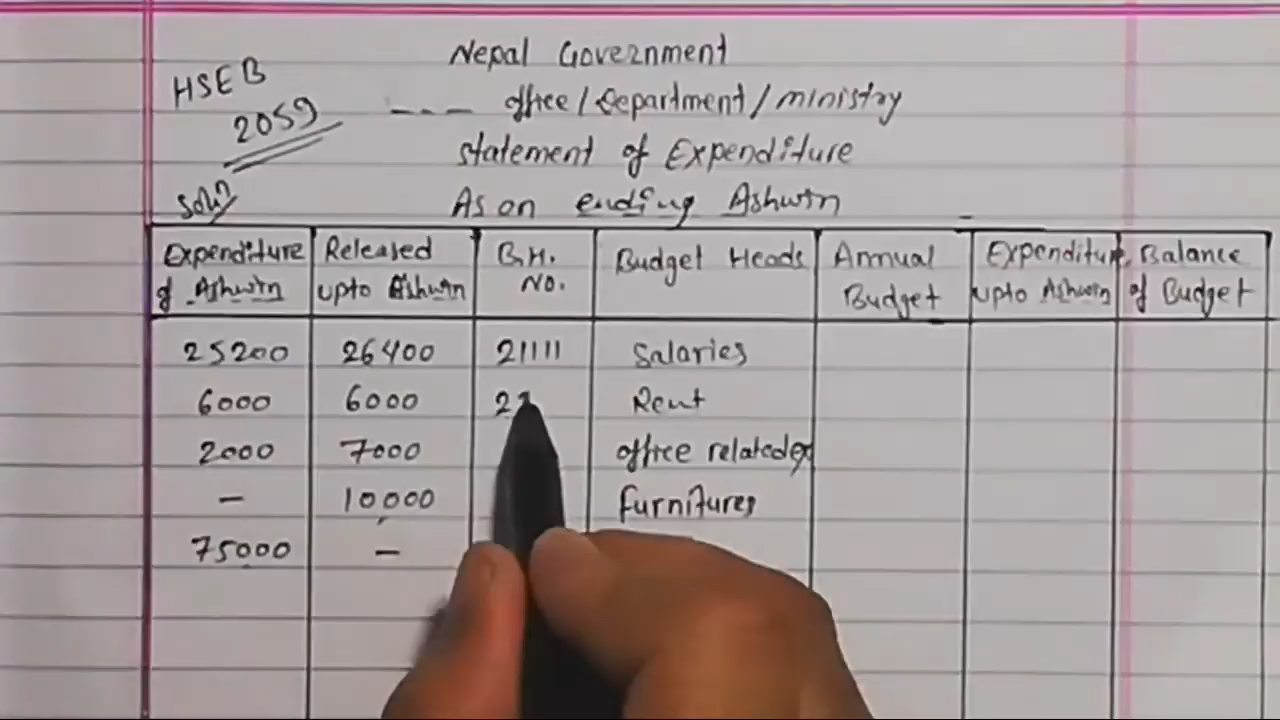 Nepal Government
HSEB
2059
--- office/Department/ministry
Statement of Expenditure
Soln
As on ending Ashwin
Expenditure of Ashwin | Released upto Ashwin | B.H. No. | Budget Heads | Annual Budget | Expenditure upto Ashwin | Balance of Budget
25200 | 26400 | 21111 | Salaries
6000 | 6000 | Rent
2000 | 7000 | office related ex
— | 10000 | Furnitures
75000 | —